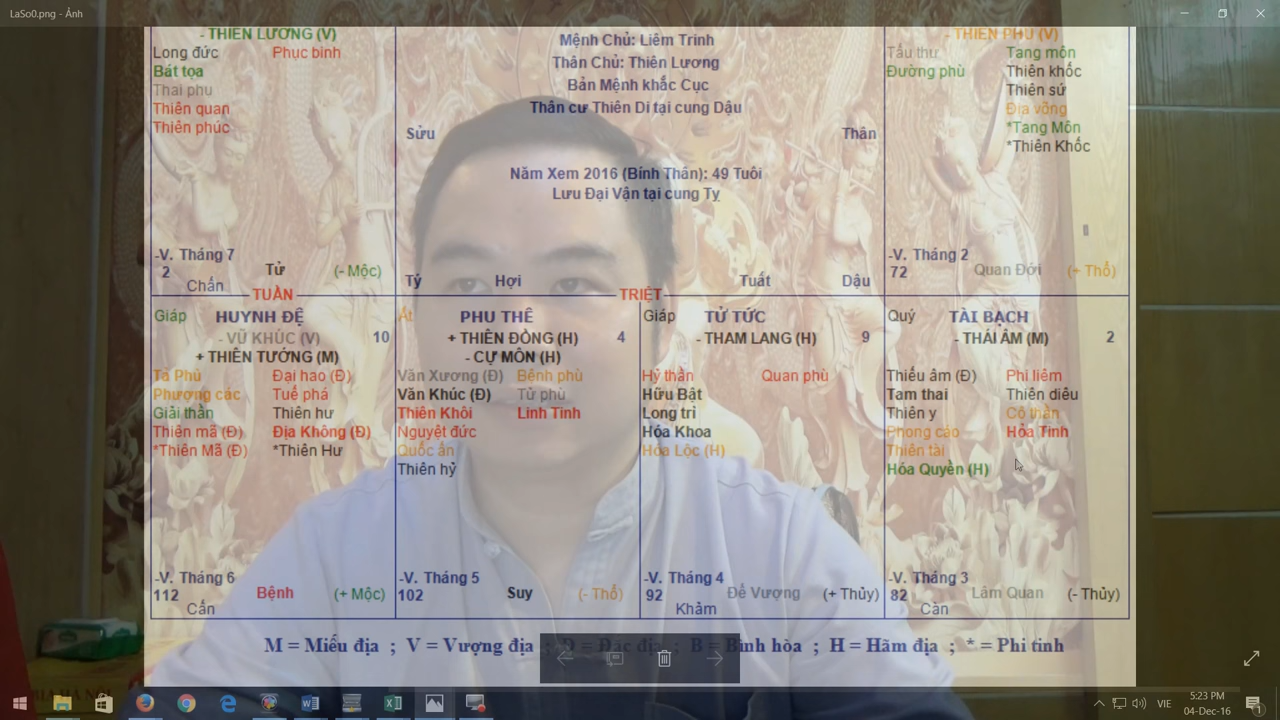 LaSo0.png - Ảnh
- THIÊN LƯƠNG (V)
Long đức Phục binh
Bát tọa
Thai phu
Thiên quan
Thiên phúc
-V. Tháng 7
2 Tử (- Mộc)
Chấn
Mệnh Chủ: Liêm Trinh
Thân Chủ: Thiên Lương
Bản Mệnh khắc Cục
Thân cư Thiên Di tại cung Dậu
Sửu Thân
Năm Xem 2016 (Bính Thân): 49 Tuổi
Lưu Đại Vận tại cung Tỵ
Tý Hợi Tuất Dậu
- THIÊN PHỦ (V)
Tấu thư Tang môn
Đường phù Thiên khốc
Thiên sứ
Địa võng
*Tang Môn
*Thiên Khốc
-V. Tháng 2
72 Quan Đới (+ Thổ)
TUẦN TRIỆT
Giáp HUYNH ĐỆ
- VŨ KHÚC (V) 10
+ THIÊN TƯỚNG (M)
Tả Phù Đại hao (Đ)
Phượng các Tuế phá
Giải thần Thiên hư
Thiên mã (Đ) Địa Không (Đ)
*Thiên Mã (Đ) *Thiên Hư
-V. Tháng 6
112 Bệnh (+ Mộc)
Cấn
Ất PHU THÊ
+ THIÊN ĐỒNG (H) 4
- CỰ MÔN (H)
Văn Xương (Đ) Bệnh phù
Văn Khúc (Đ) Tử phù
Thiên Khôi Linh Tinh
Nguyệt đức
Quốc ấn
Thiên hỷ
-V. Tháng 5
102 Suy (- Thổ)
Giáp TỬ TỨC
- THAM LANG (H) 9
Hỷ thần Quan phù
Hữu Bật
Long trì
Hóa Khoa
Hóa Lộc (H)
-V. Tháng 4
92 Đế Vượng (+ Thủy)
Khảm
Quý TÀI BẠCH
- THÁI ÂM (M) 2
Thiếu âm (Đ) Phi liêm
Tam thai Thiên diêu
Thiên y Cô thần
Phong cáo Hỏa Tinh
Thiên tài
Hóa Quyền (H)
-V. Tháng 3
82 Lâm Quan (- Thủy)
Càn
M = Miếu địa ; V = Vượng địa ; Đ = Đắc địa ; B = Bình hòa ; H = Hãm địa ; * = Phi tinh
VIE
5:23 PM
04-Dec-16
1